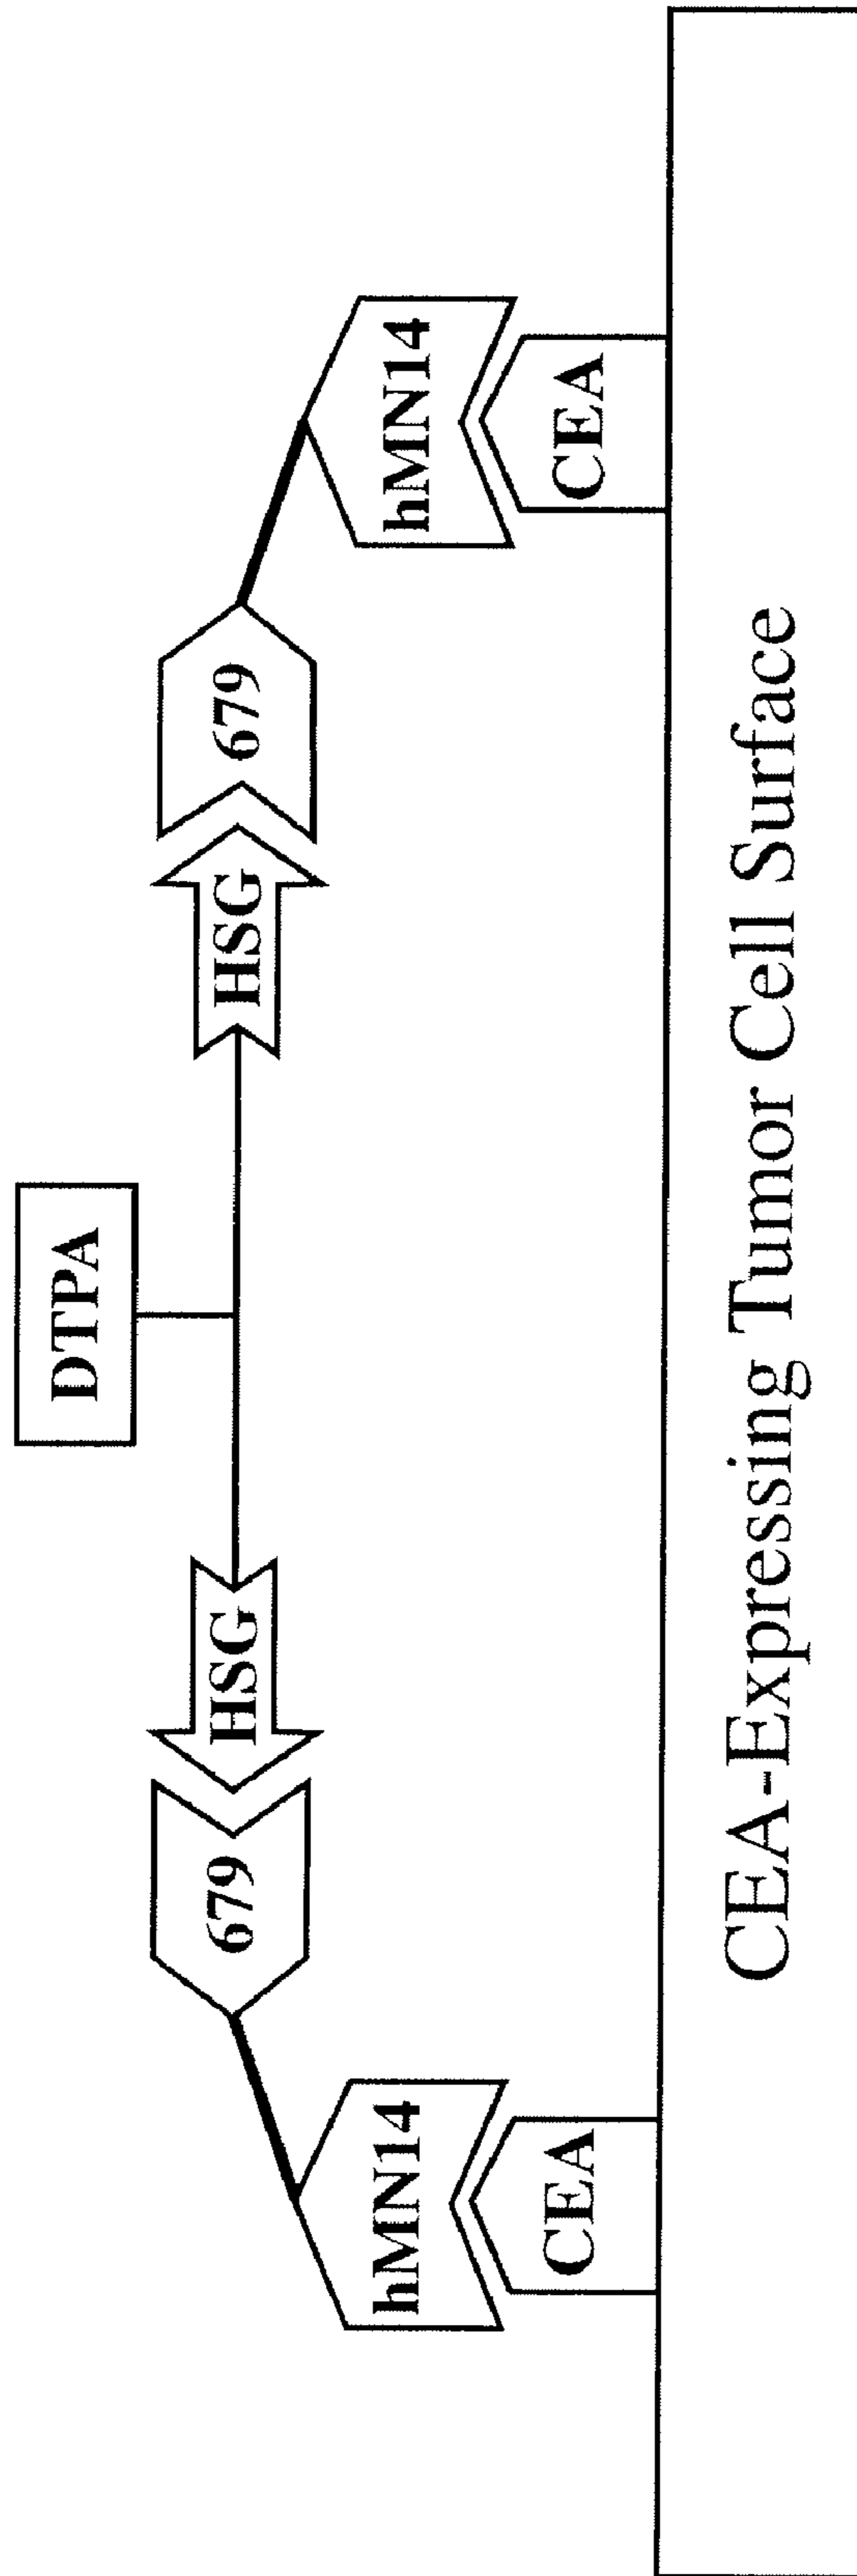 DTPA
HSG
HSG
679
679
hMN14
hMN14
CEA
CEA
CEA-Expressing Tumor Cell Surface